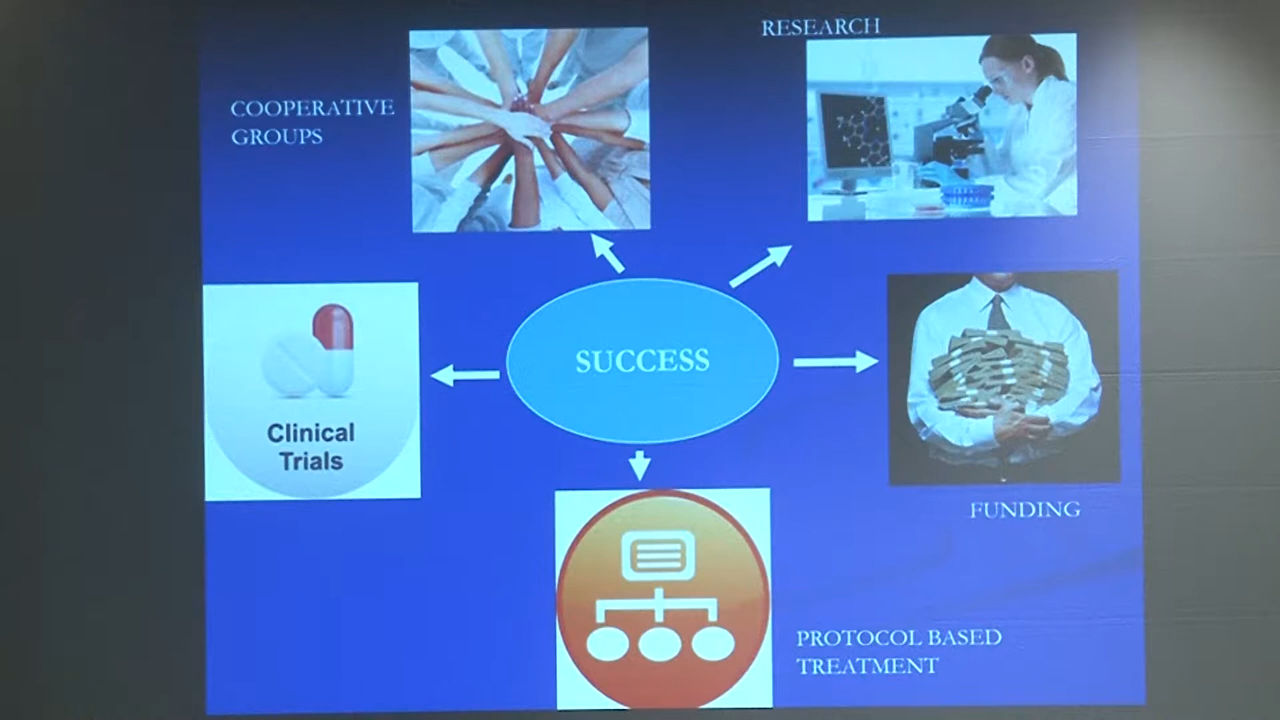 RESEARCH
COOPERATIVE
GROUPS
SUCCESS
Clinical
Trials
FUNDING
PROTOCOL BASED
TREATMENT